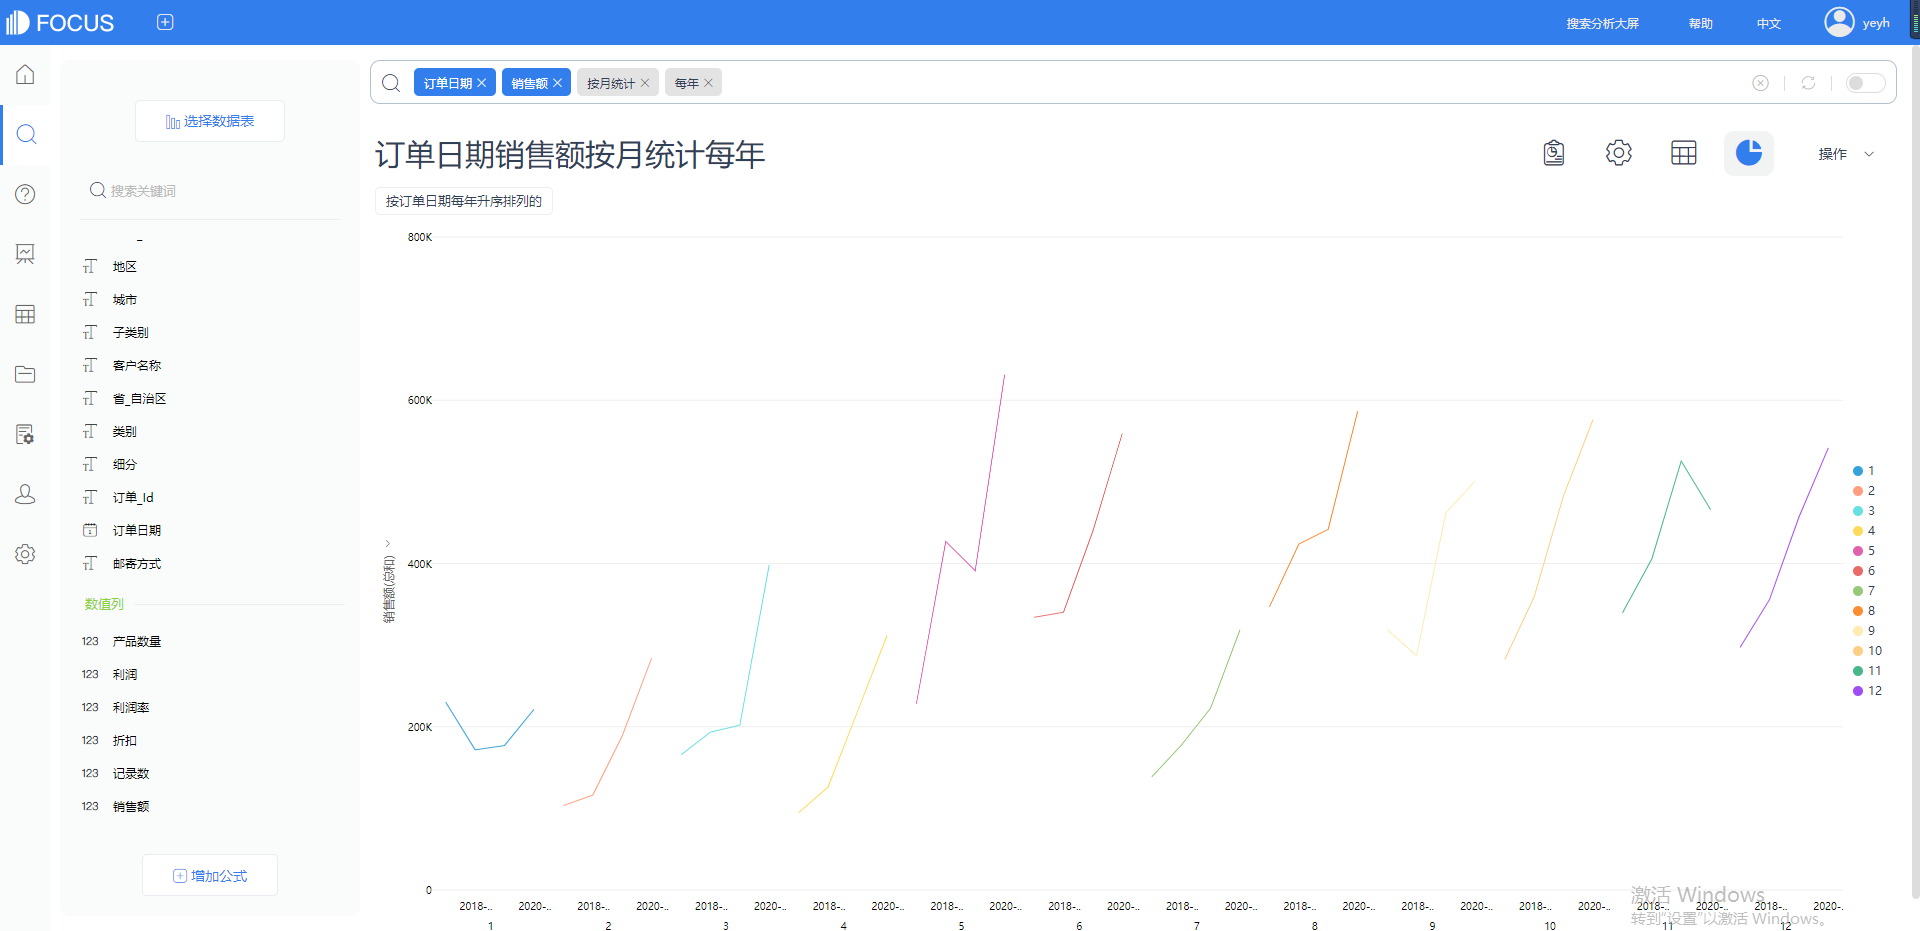 FOCUS
搜索分析大屏 帮助 中文 yeyh
选择数据表
搜索关键词
地区
城市
子类别
客户名称
省_自治区
类别
细分
订单_Id
订单日期
邮寄方式
数值列
123 产品数量
123 利润
123 利润率
123 折扣
123 记录数
123 销售额
增加公式
订单日期 销售额 按月统计 每年
订单日期销售额按月统计每年
操作
按订单日期每年升序排列的
800K
600K
400K
200K
0
销售额(总和)
2018-.. 2020-.. 2018-.. 2020-.. 2018-.. 2020-.. 2018-.. 2020-.. 2018-.. 2020-.. 2018-.. 2020-.. 2018-.. 2020-.. 2018-.. 2020-.. 2018-.. 2020-.. 2018-.. 2020-.. 2018-.. 2020-.. 2018-.. 2020-.
1 2 3 4 5 6 7 8 9 10 11 12
1
2
3
4
5
6
7
8
9
10
11
12
激活 Windows
转到"设置"以激活 Windows。